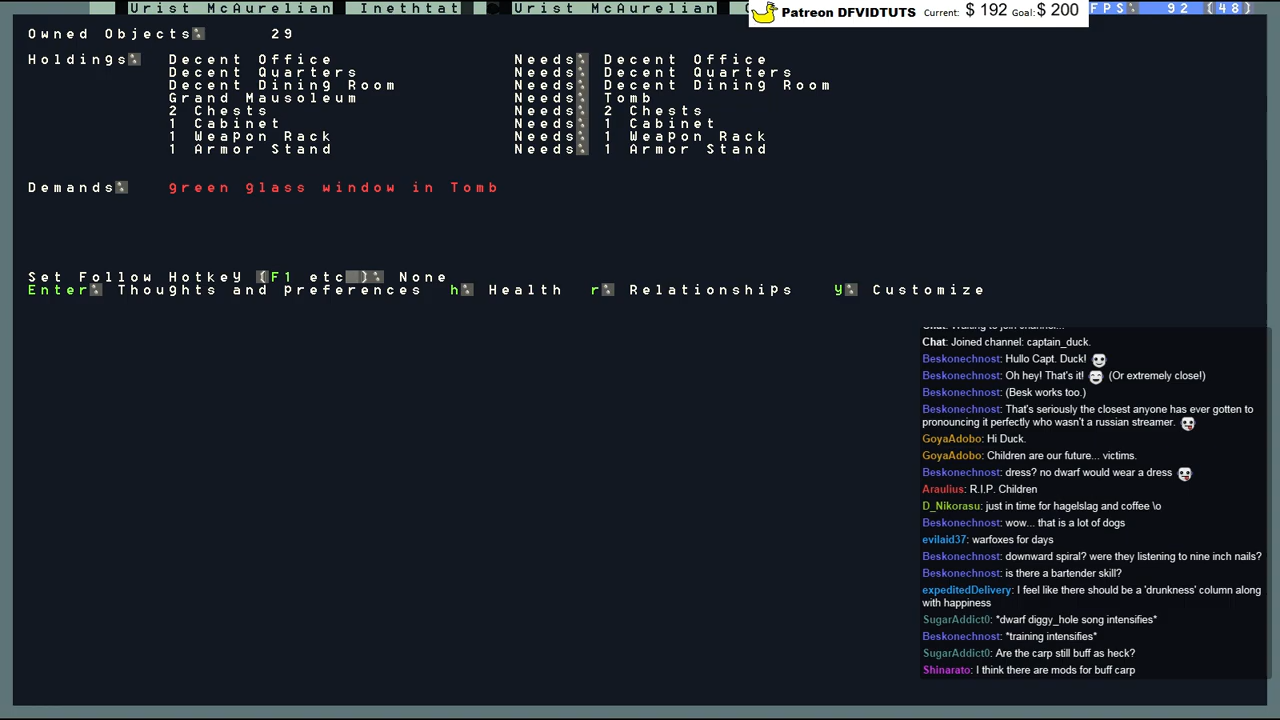 Urist McAurelian Inethtat Urist McAurelian
Patreon DFVIDTUTS Current: $ 192 Goal: $ 200
FPS: 92 (48)
Owned Objects: 29
Holdings: Decent Office Needs: Decent Office
Decent Quarters Needs: Decent Quarters
Decent Dining Room Needs: Decent Dining Room
Grand Mausoleum Needs: Tomb
2 Chests Needs: 2 Chests
1 Cabinet Needs: 1 Cabinet
1 Weapon Rack Needs: 1 Weapon Rack
1 Armor Stand Needs: 1 Armor Stand
Demands: green glass window in Tomb
Set Follow Hotkey (F1 etc.): None
Enter: Thoughts and preferences h: Health r: Relationships y: Customize
Chat: Waiting to join channel...
Chat: Joined channel: captain_duck.
Beskonechnost: Hullo Capt. Duck!
Beskonechnost: Oh hey! That's it! (Or extremely close!)
Beskonechnost: (Besk works too.)
Beskonechnost: That's seriously the closest anyone has ever gotten to
pronouncing it perfectly who wasn't a russian streamer.
GoyaAdobo: Hi Duck.
GoyaAdobo: Children are our future... victims.
Beskonechnost: dress? no dwarf would wear a dress
Araulius: R.I.P. Children
D_Nikorasu: just in time for hagelslag and coffee \o
Beskonechnost: wow... that is a lot of dogs
evilaid37: warfoxes for days
Beskonechnost: downward spiral? were they listening to nine inch nails?
Beskonechnost: is there a bartender skill?
expeditedDelivery: I feel like there should be a 'drunkness' column along
with happiness
SugarAddict0: *dwarf diggy_hole song intensifies*
Beskonechnost: *training intensifies*
SugarAddict0: Are the carp still buff as heck?
Shinarato: I think there are mods for buff carp